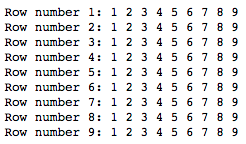 Row number 1: 1 2 3 4 5 6 7 8 9
Row number 2: 1 2 3 4 5 6 7 8 9
Row number 3: 1 2 3 4 5 6 7 8 9
Row number 4: 1 2 3 4 5 6 7 8 9
Row number 5: 1 2 3 4 5 6 7 8 9
Row number 6: 1 2 3 4 5 6 7 8 9
Row number 7: 1 2 3 4 5 6 7 8 9
Row number 8: 1 2 3 4 5 6 7 8 9
Row number 9: 1 2 3 4 5 6 7 8 9